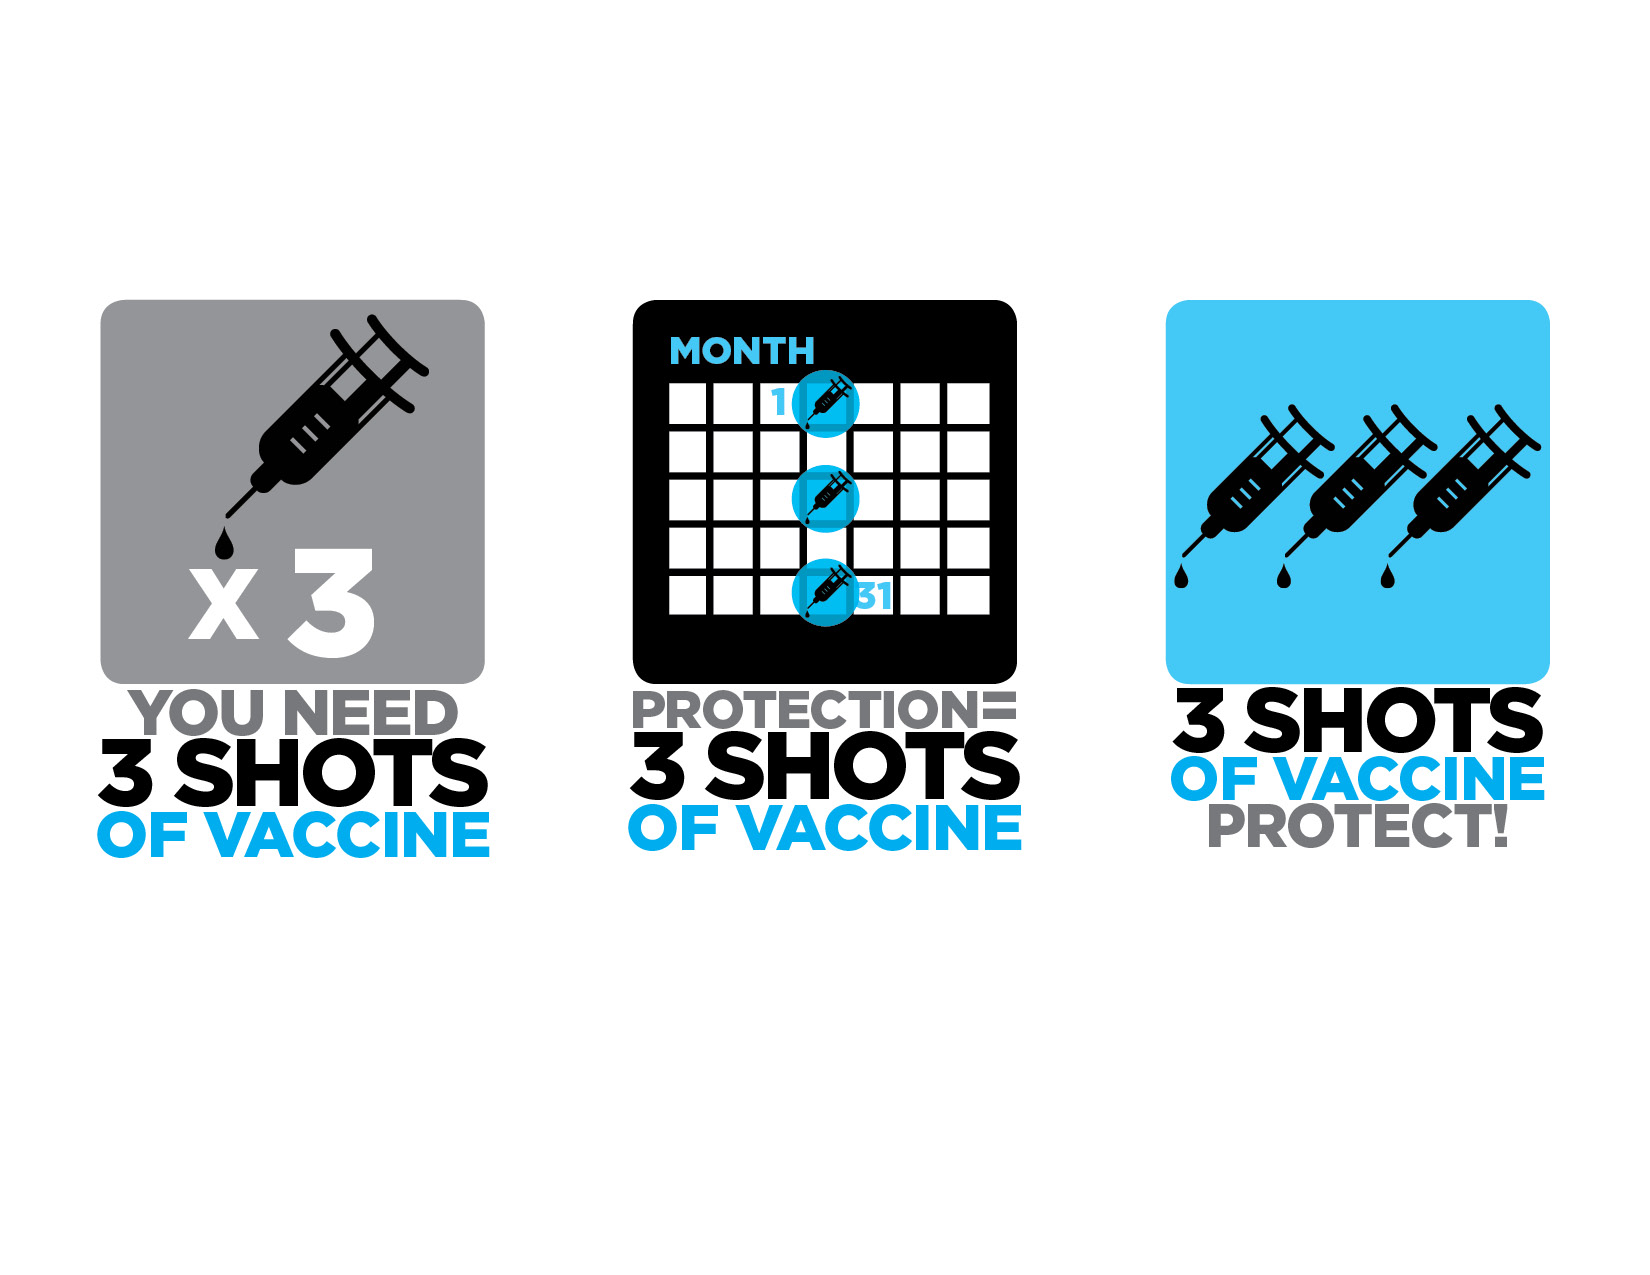 x 3
YOU NEED
3 SHOTS
OF VACCINE
MONTH
1
31
PROTECTION=
3 SHOTS
OF VACCINE
3 SHOTS
OF VACCINE
PROTECT!